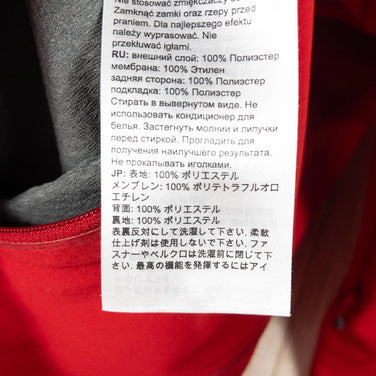 Nie stosować zmiękczaczy do
Zamknąć zamki oraz rzepy przed
praniem. Dla najlepszego efektu
należy wyprasować. Nie
przekłuwać igłami.
RU: внешний слой: 100% Полиэстер
мембрана: 100% Этилен
задняя сторона: 100% Полиэстер
подкладка: 100% Полиэстер
Стирать в вывернутом виде. Не
использовать кондиционер для
белья. Застегнуть молнии и липучки
перед стиркой. Прогладить для
получения наилучшего результата.
Не прокалывать иголками.
JP: 表地: 100% ポリエステル
メンブレン: 100% ポリテトラフルオロ
エチレン
背面: 100% ポリエステル
裏地: 100% ポリエステル
表裏反対にして洗濯して下さい. 柔軟
仕上げ剤は使用しないで下さい. ファ
スナーやベルクロは洗濯前に閉じて下
さい. 最高の機能を発揮するにはアイ